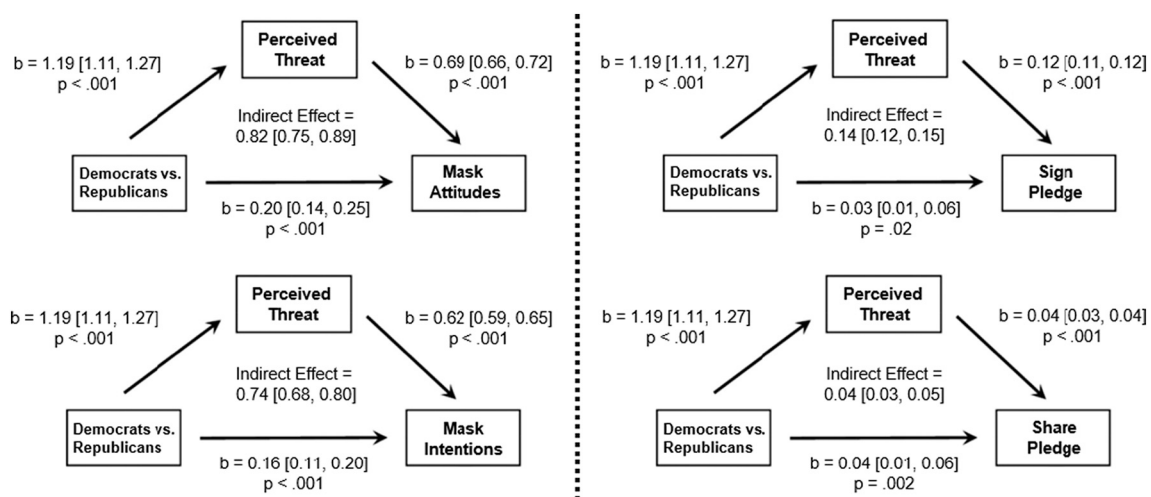 Perceived
Threat
b = 1.19 [1.11, 1.27]
p < .001
b = 0.69 [0.66, 0.72]
p < .001
Indirect Effect =
0.82 [0.75, 0.89]
Democrats vs.
Republicans
Mask
Attitudes
b = 0.20 [0.14, 0.25]
p < .001
Perceived
Threat
b = 1.19 [1.11, 1.27]
p < .001
b = 0.12 [0.11, 0.12]
p < .001
Indirect Effect =
0.14 [0.12, 0.15]
Democrats vs.
Republicans
Sign
Pledge
b = 0.03 [0.01, 0.06]
p = .02
Perceived
Threat
b = 1.19 [1.11, 1.27]
p < .001
b = 0.62 [0.59, 0.65]
p < .001
Indirect Effect =
0.74 [0.68, 0.80]
Democrats vs.
Republicans
Mask
Intentions
b = 0.16 [0.11, 0.20]
p < .001
Perceived
Threat
b = 1.19 [1.11, 1.27]
p < .001
b = 0.04 [0.03, 0.04]
p < .001
Indirect Effect =
0.04 [0.03, 0.05]
Democrats vs.
Republicans
Share
Pledge
b = 0.04 [0.01, 0.06]
p = .002